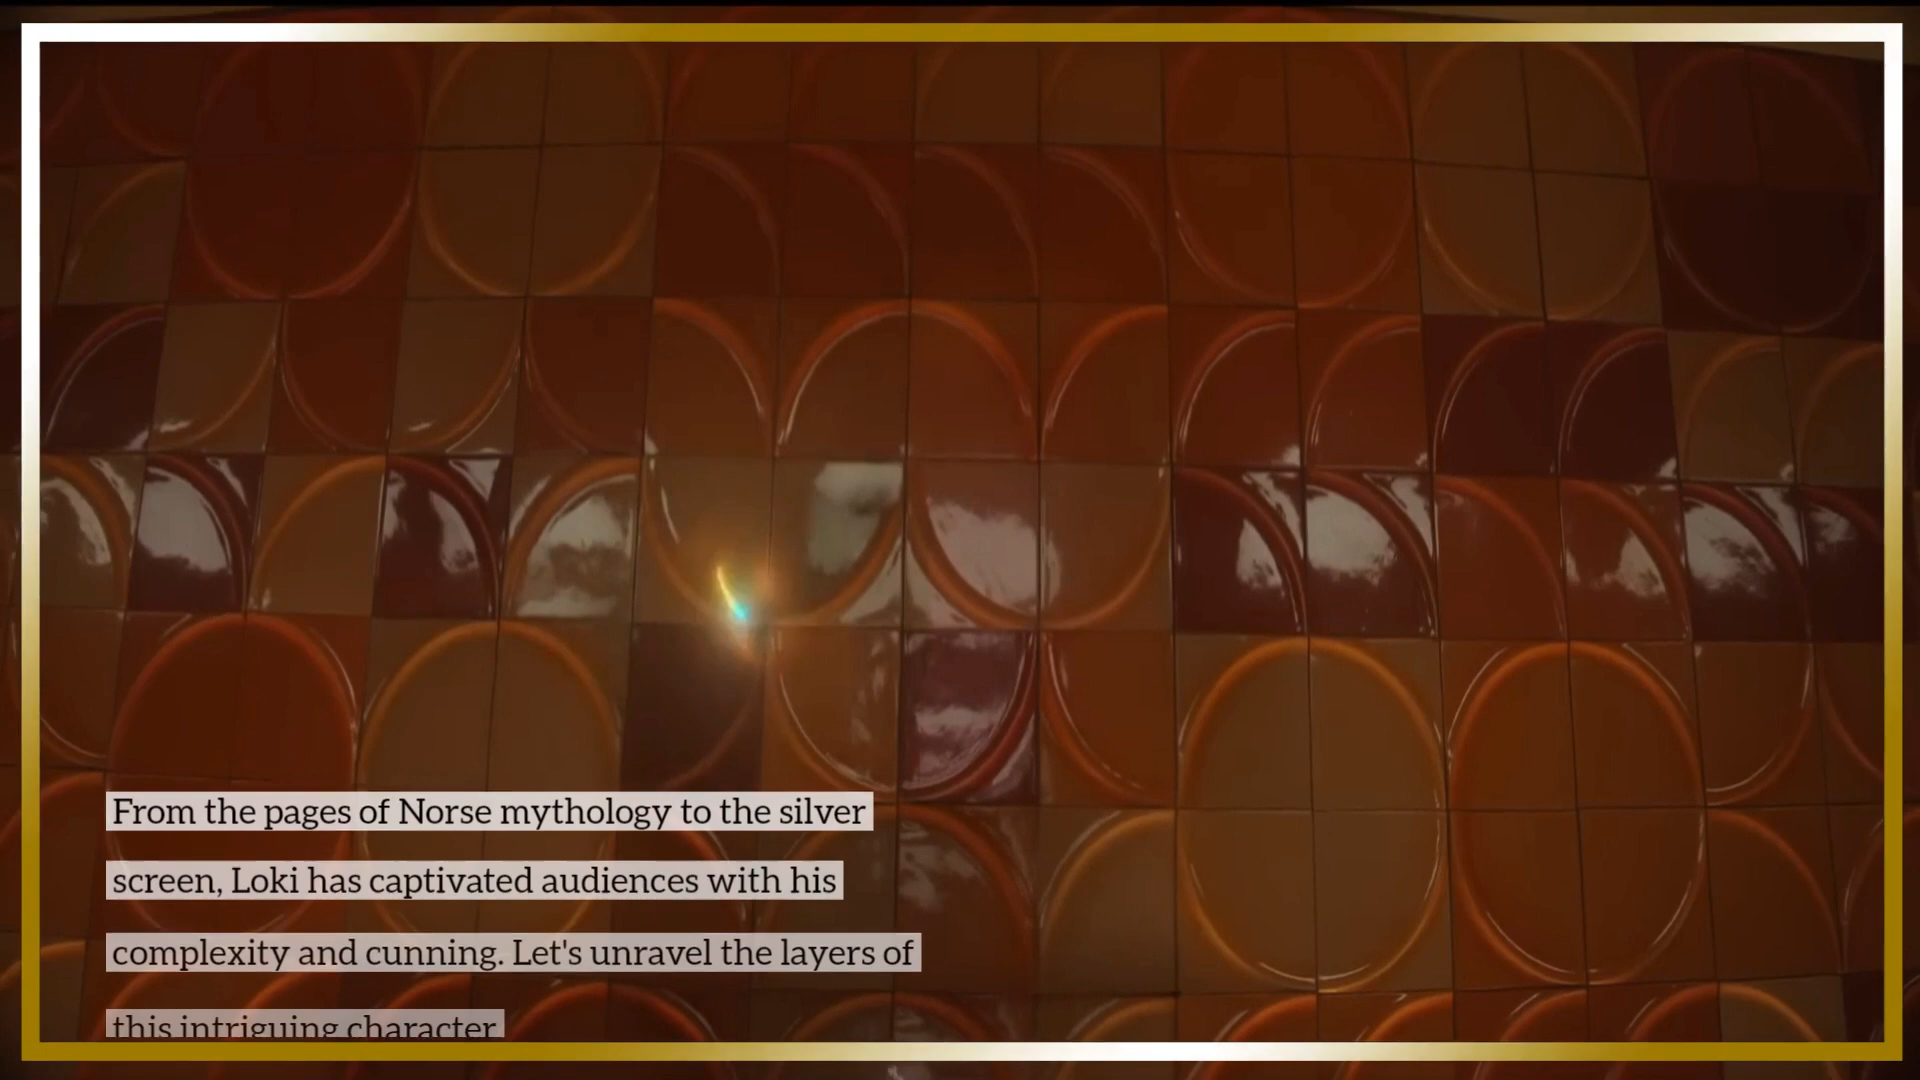 From the pages of Norse mythology to the silver
screen, Loki has captivated audiences with his
complexity and cunning. Let's unravel the layers of
this intriguing character